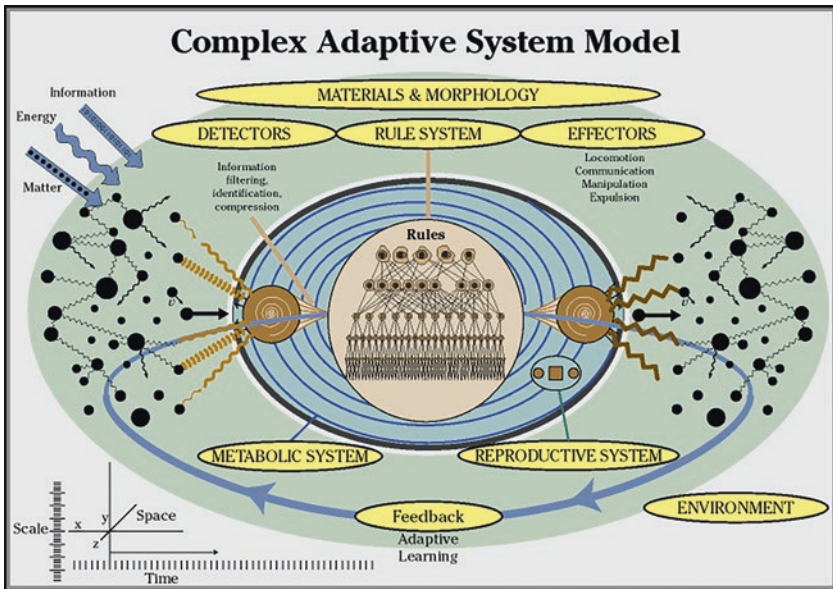 Complex Adaptive System Model
Information
Energy
Matter
MATERIALS & MORPHOLOGY
DETECTORS
RULE SYSTEM
EFFECTORS
Information
filtering,
identification,
compression
Locomotion
Communication
Manipulation
Expulsion
Rules
υ
υ
METABOLIC SYSTEM
REPRODUCTIVE SYSTEM
Feedback
Adaptive
Learning
ENVIRONMENT
Scale
x
y
z
Space
Time